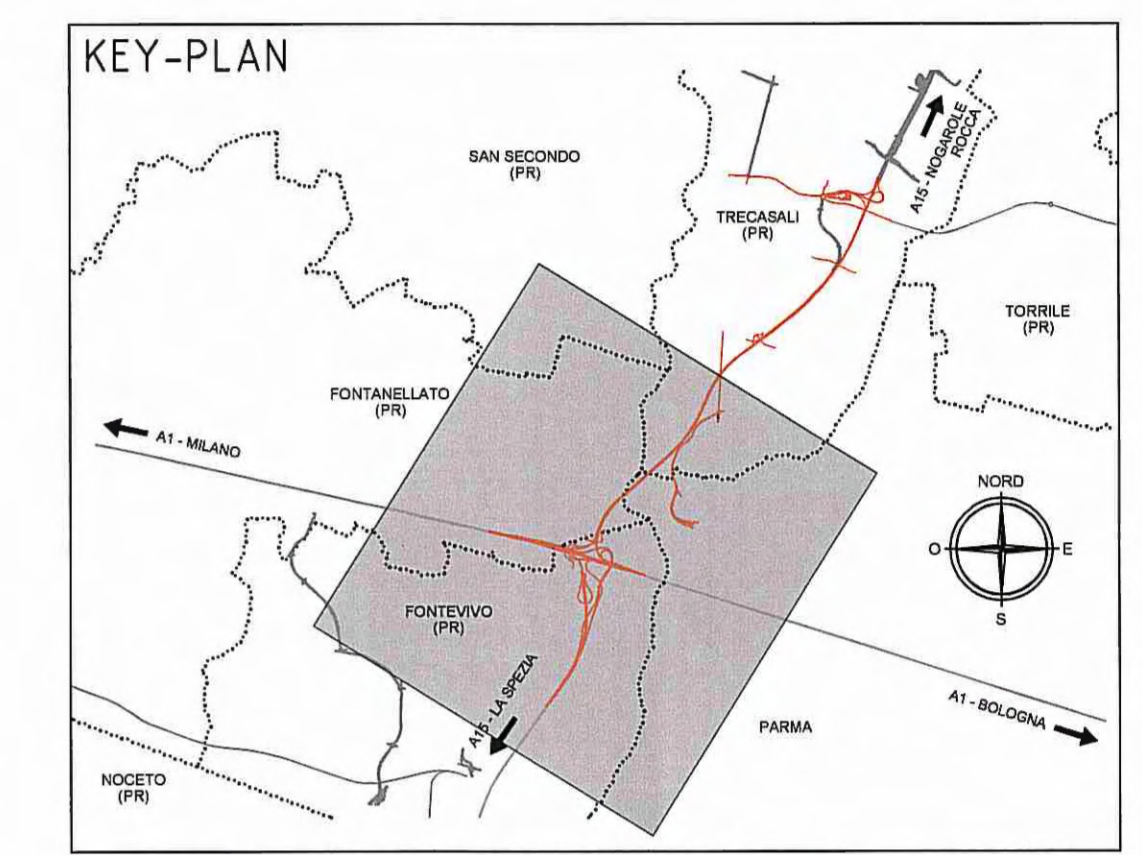 KEY-PLAN
SAN SECONDO
(PR)
A15 - NOGAROLE
ROCCA
TRECASALI
(PR)
TORRILE
(PR)
FONTANELLATO
(PR)
A1 - MILANO
NORD
O
E
S
FONTEVIVO
(PR)
A15 - LA SPEZIA
A1 - BOLOGNA
PARMA
NOCETO
(PR)